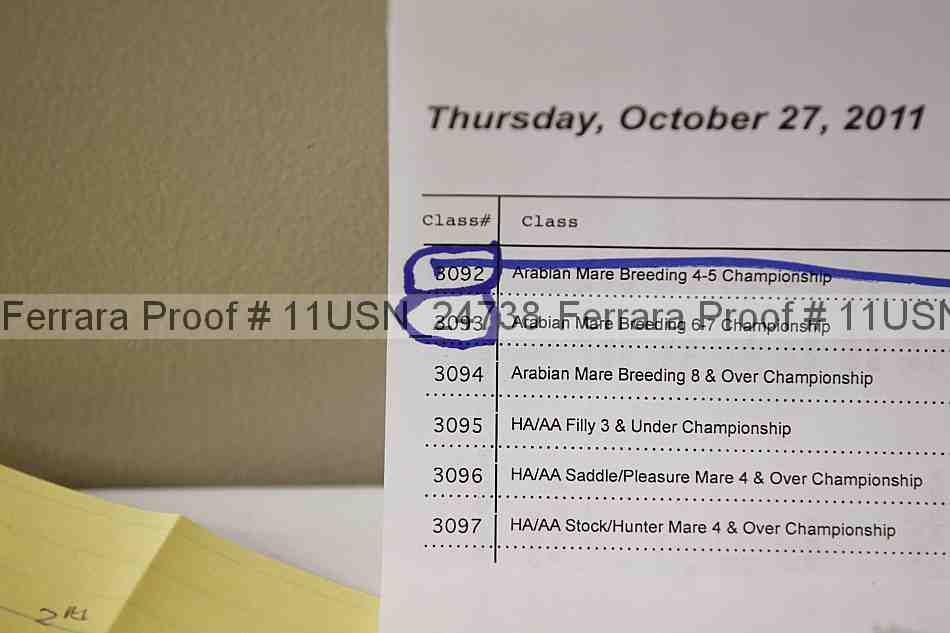 Thursday, October 27, 2011
Class# Class
3092 Arabian Mare Breeding 4-5 Championship
Ferrara Proof # 11USN_24738 Ferrara Proof # 11USN
3093 Arabian Mare Breeding 6-7 Championship
3094 Arabian Mare Breeding 8 & Over Championship
3095 HA/AA Filly 3 & Under Championship
3096 HA/AA Saddle/Pleasure Mare 4 & Over Championship
3097 HA/AA Stock/Hunter Mare 4 & Over Championship